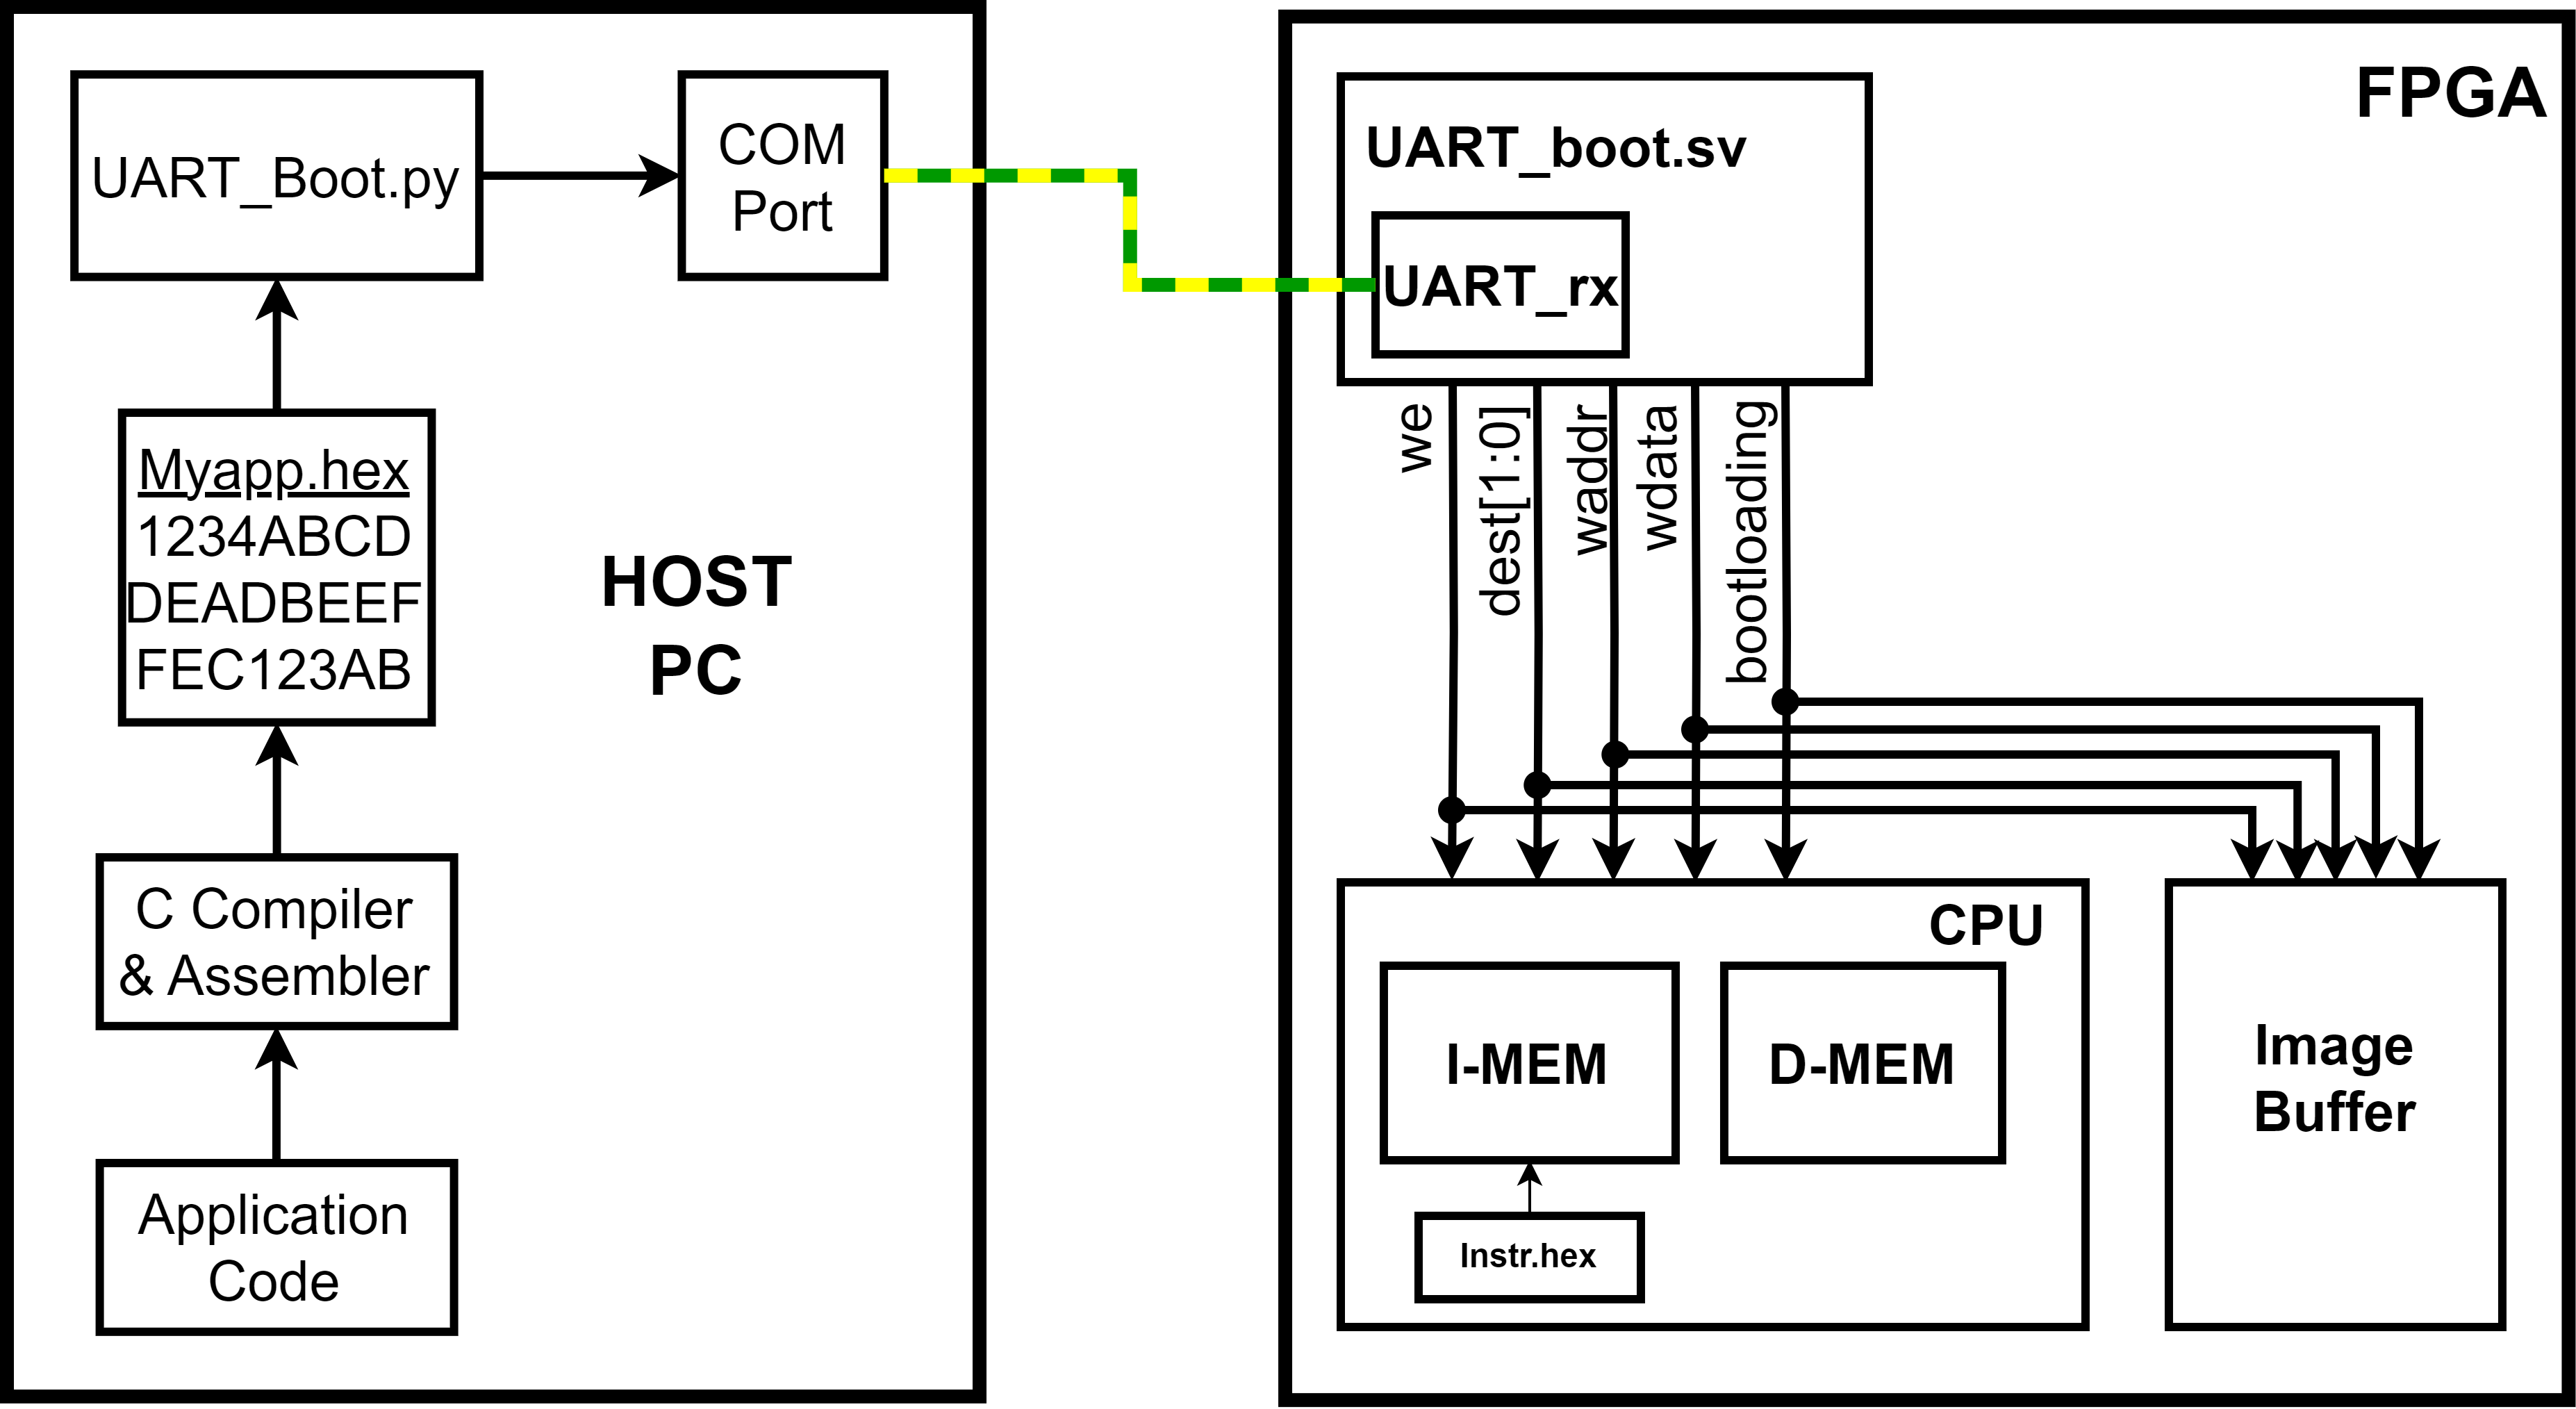 UART_Boot.py
COM
Port
Myapp.hex
1234ABCD
DEADBEEF
FEC123AB
HOST
PC
C Compiler
& Assembler
Application
Code
FPGA
UART_boot.sv
UART_rx
we
dest[1:0]
waddr
wdata
bootloading
CPU
I-MEM
D-MEM
Instr.hex
Image
Buffer